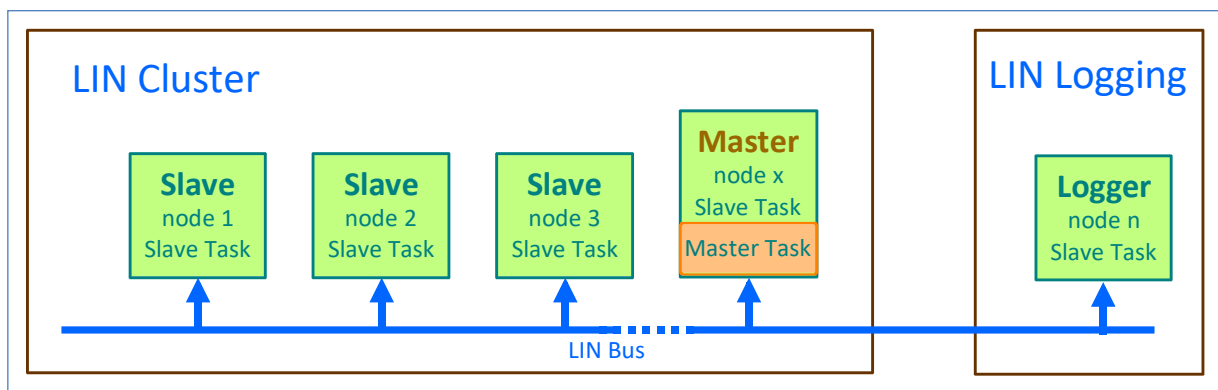 LIN Cluster
Slave
node 1
Slave Task
Slave
node 2
Slave Task
Slave
node 3
Slave Task
Master
node x
Slave Task
Master Task
LIN Bus
LIN Logging
Logger
node n
Slave Task